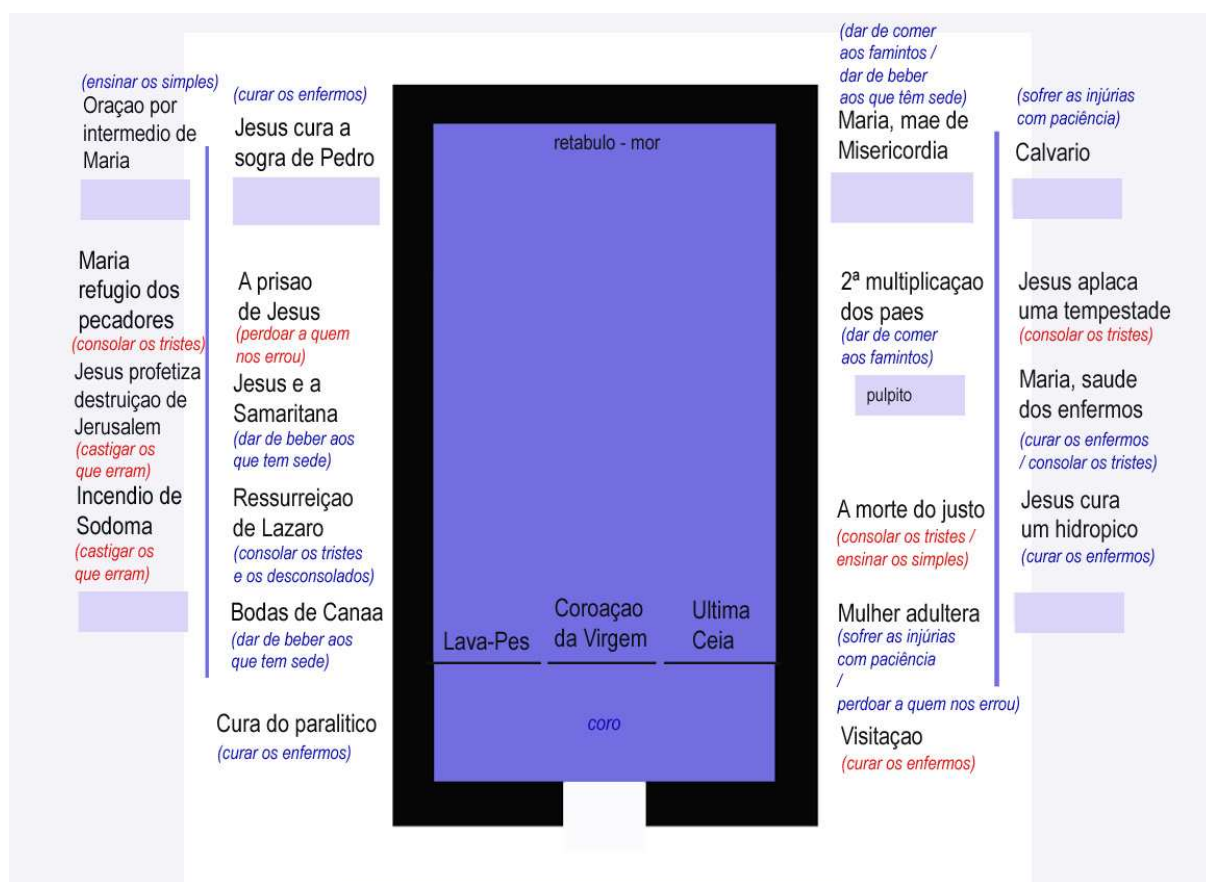 (ensinar os simples)
Oraçao por
intermedio de
Maria
Maria
refugio dos
pecadores
(consolar os tristes)
Jesus profetiza
destruiçao de
Jerusalem
(castigar os
que erram)
Incendio de
Sodoma
(castigar os
que erram)
(curar os enfermos)
Jesus cura a
sogra de Pedro
A prisao
de Jesus
(perdoar a quem
nos errou)
Jesus e a
Samaritana
(dar de beber aos
que tem sede)
Ressurreiçao
de Lazaro
(consolar os tristes
e os desconsolados)
Bodas de Canaa
(dar de beber aos
que tem sede)
Cura do paralitico
(curar os enfermos)
retabulo - mor
Lava-Pes
Coroaçao
da Virgem
Ultima
Ceia
coro
(dar de comer
aos famintos /
dar de beber
aos que têm sede)
Maria, mae de
Misericordia
2ª multiplicaçao
dos paes
(dar de comer
aos famintos)
pulpito
A morte do justo
(consolar os tristes /
ensinar os simples)
Mulher adultera
(sofrer as injúrias
com paciência
/
perdoar a quem nos errou)
Visitaçao
(curar os enfermos)
(sofrer as injúrias
com paciência)
Calvario
Jesus aplaca
uma tempestade
(consolar os tristes)
Maria, saude
dos enfermos
(curar os enfermos
/ consolar os tristes)
Jesus cura
um hidropico
(curar os enfermos)